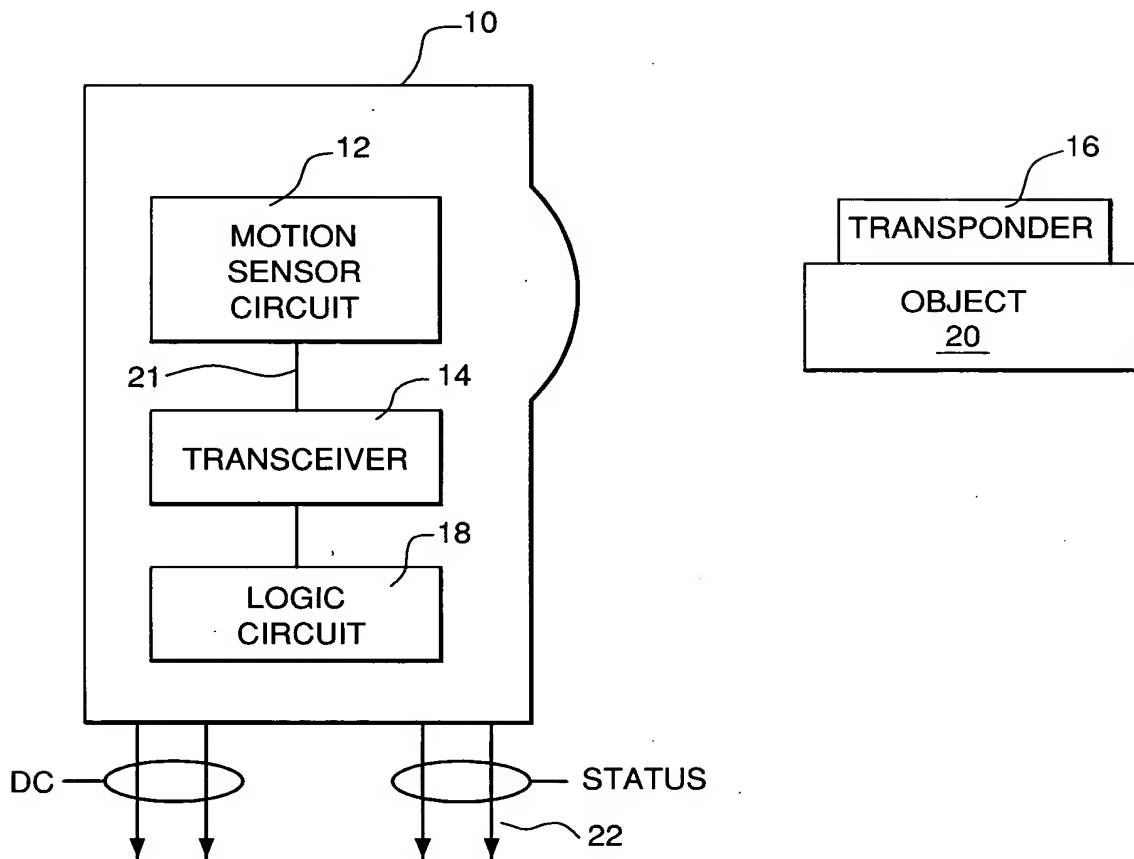 10
12
MOTION
SENSOR
CIRCUIT
16
TRANSPONDER
OBJECT
20
21
14
TRANSCEIVER
18
LOGIC
CIRCUIT
DC
STATUS
22